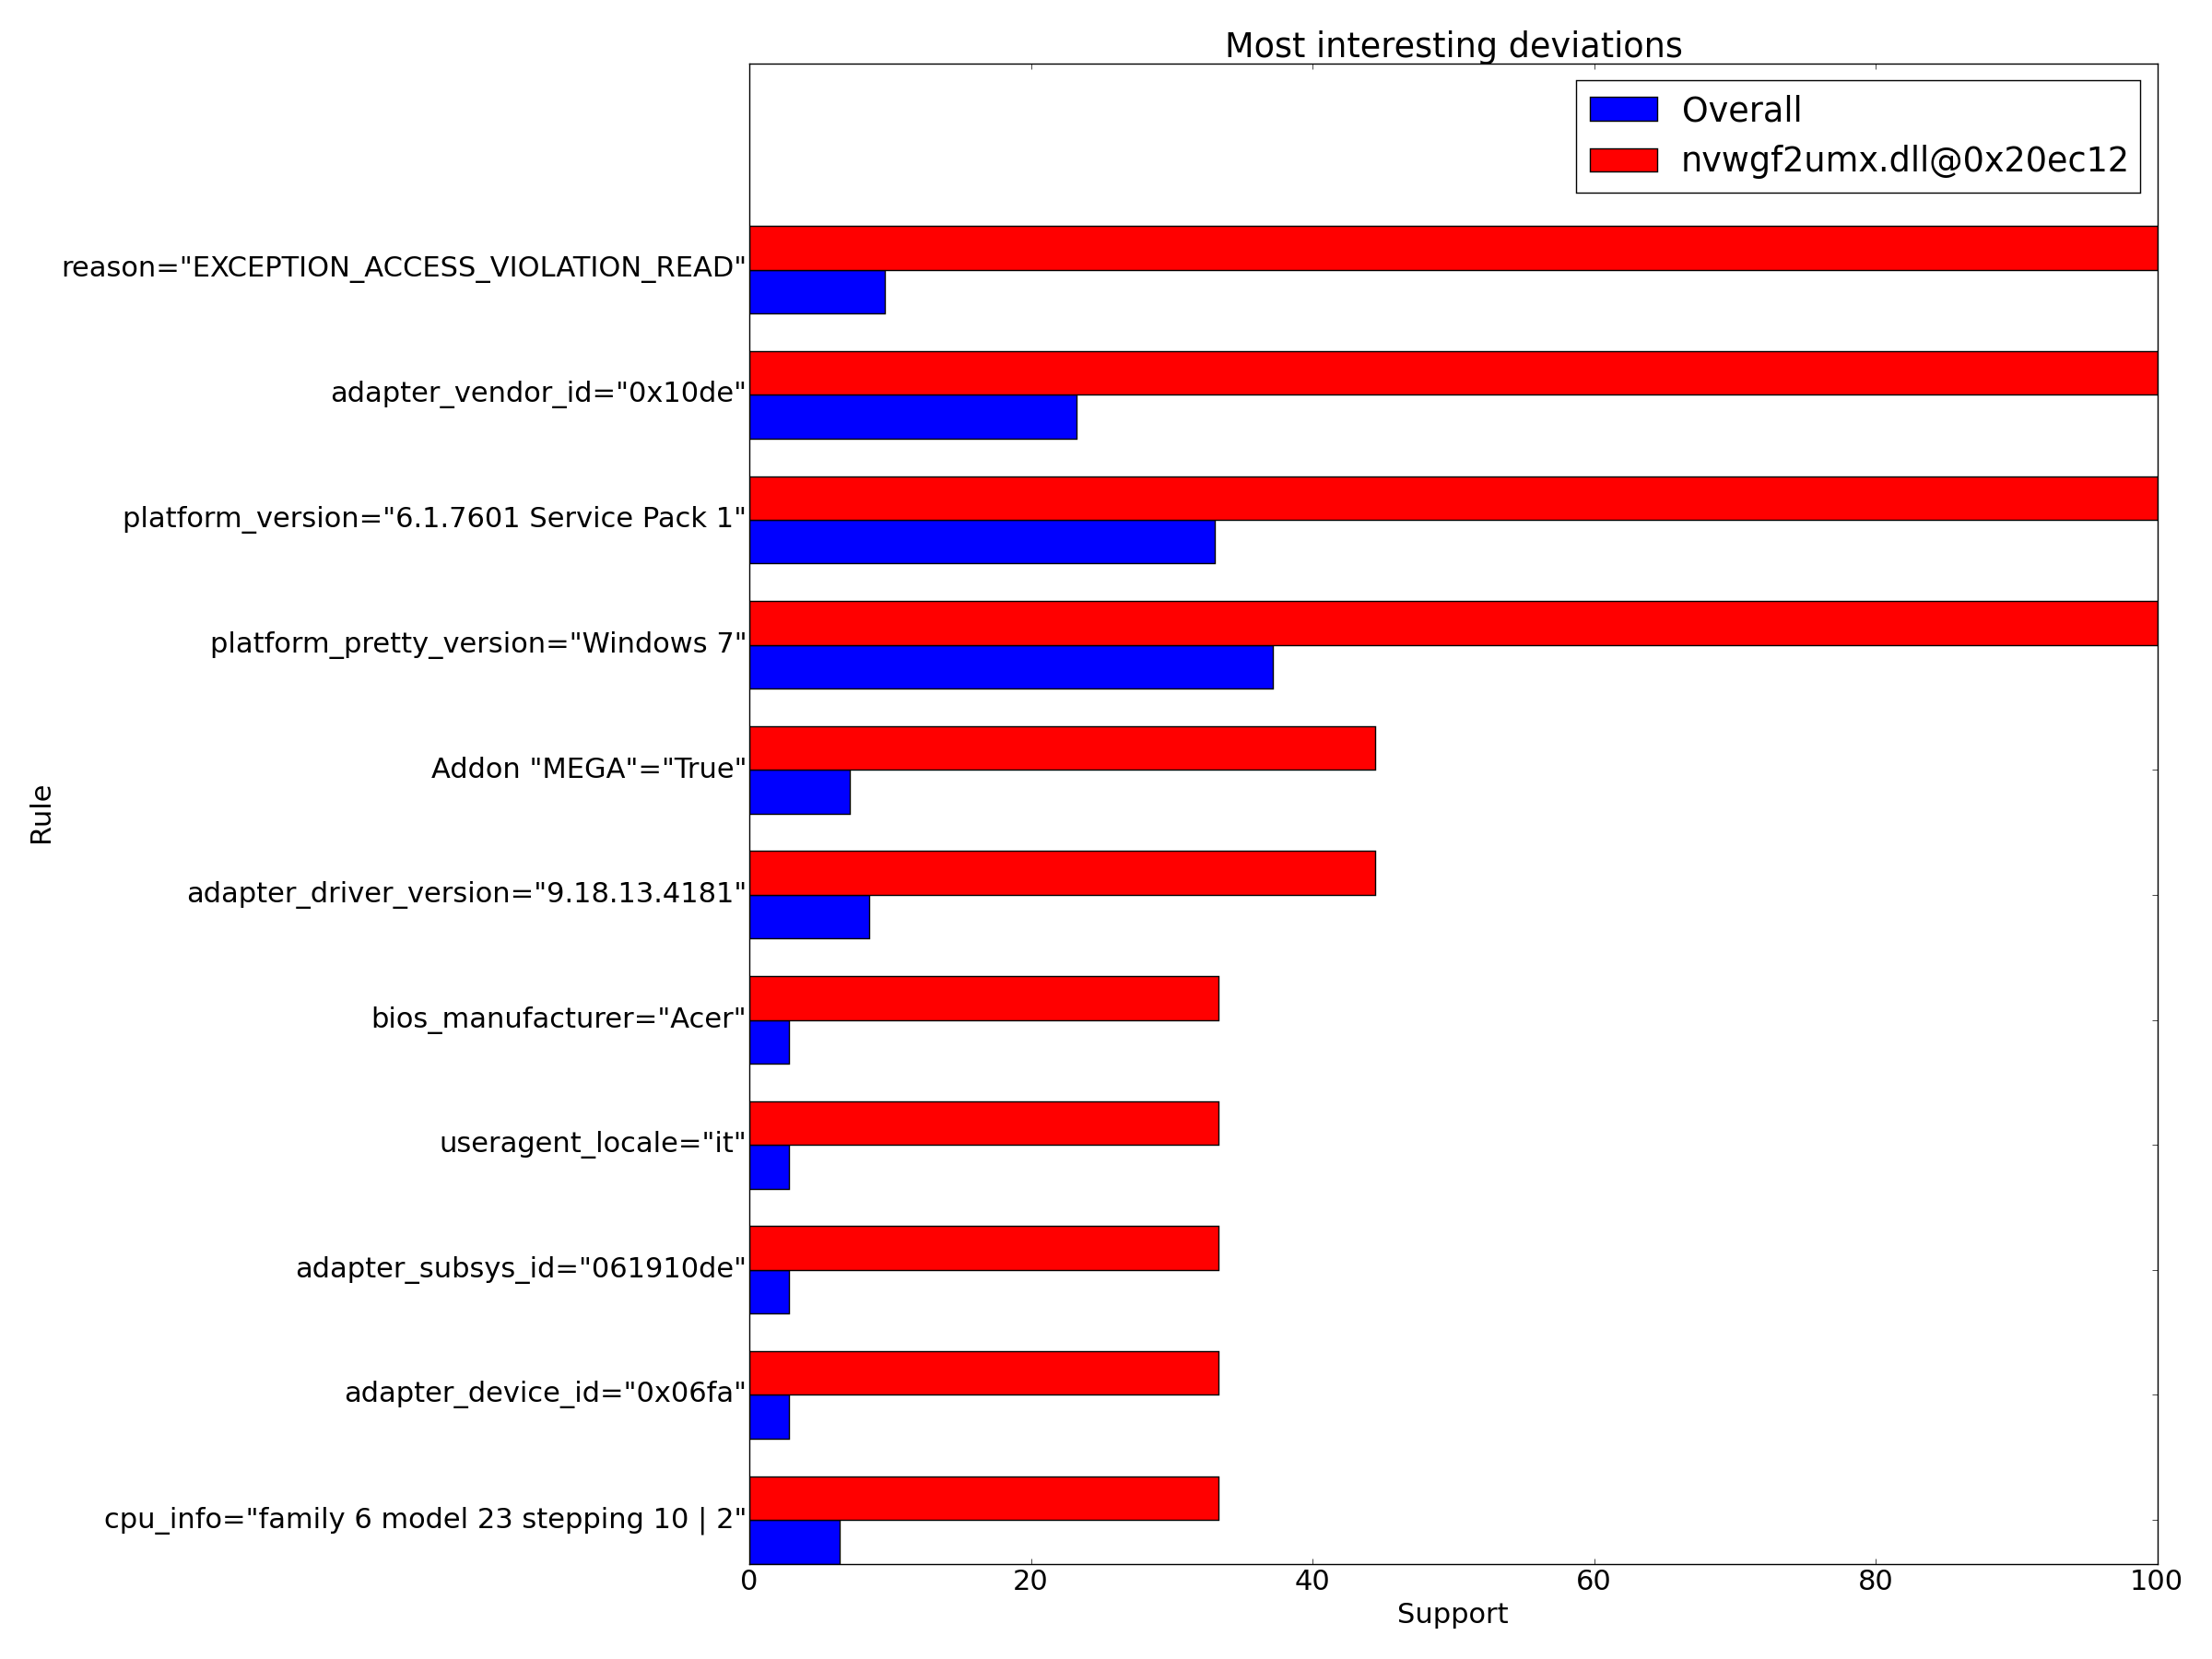 Most interesting deviations
Overall
nvwgf2umx.dll@0x20ec12
reason="EXCEPTION_ACCESS_VIOLATION_READ"
adapter_vendor_id="0x10de"
platform_version="6.1.7601 Service Pack 1"
platform_pretty_version="Windows 7"
Addon "MEGA"="True"
adapter_driver_version="9.18.13.4181"
bios_manufacturer="Acer"
useragent_locale="it"
adapter_subsys_id="061910de"
adapter_device_id="0x06fa"
cpu_info="family 6 model 23 stepping 10 | 2"
Rule
0 20 40 60 80 100
Support